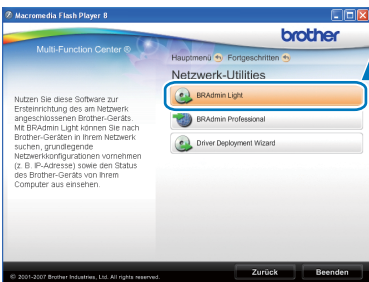 Macromedia Flash Player 8
brother
Multi-Function Center ®
Hauptmenü Fortgeschritten
Netzwerk-Utilities
Nutzen Sie diese Software zur
Ersteinrichtung des am Netzwerk
angeschlossenen Brother-Geräts.
Mit BRAdmin Light können Sie nach
Brother-Geräten in Ihrem Netzwerk
suchen, grundlegende
Netzwerkkonfigurationen vornehmen
(z. B. IP-Adresse) sowie den Status
des Brother-Geräts von Ihrem
Computer aus einsehen.
BRAdmin Light
BRAdmin Professional
Driver Deployment Wizard
© 2001-2007 Brother Industries, Ltd. All rights reserved.
Zurück
Beenden